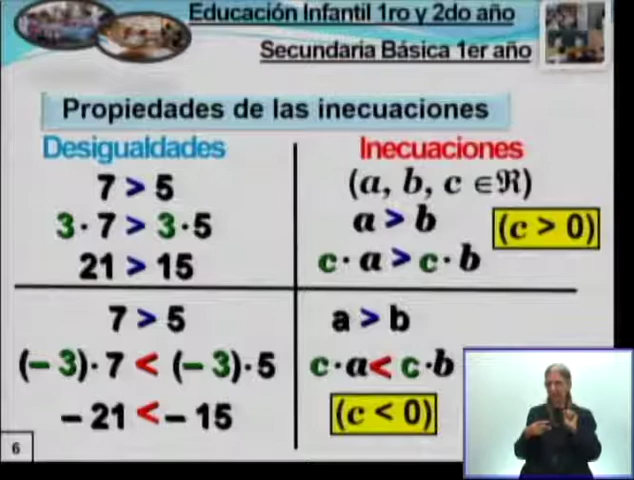 Educación Infantil 1ro y 2do año
Secundaria Básica 1er año
Propiedades de las inecuaciones
Desigualdades
7 > 5
3 · 7 > 3 · 5
21 > 15
Inecuaciones
(a, b, c ∈ ℜ)
a > b
(c > 0)
c · a > c · b
7 > 5
(– 3) · 7 < (– 3) · 5
– 21 < – 15
a > b
c · a < c · b
(c < 0)
6